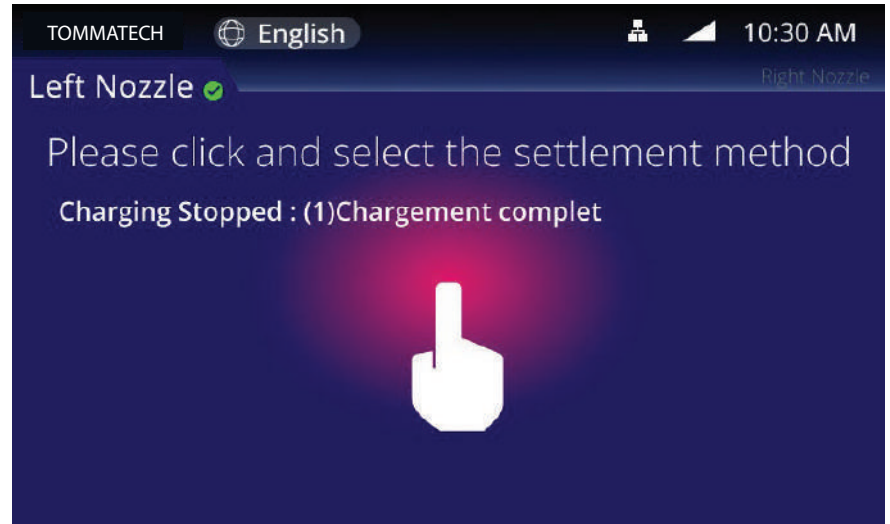 TOMMATECH English 10:30 AM
Left Nozzle Right Nozzle
Please click and select the settlement method
Charging Stopped : (1)Chargement complet